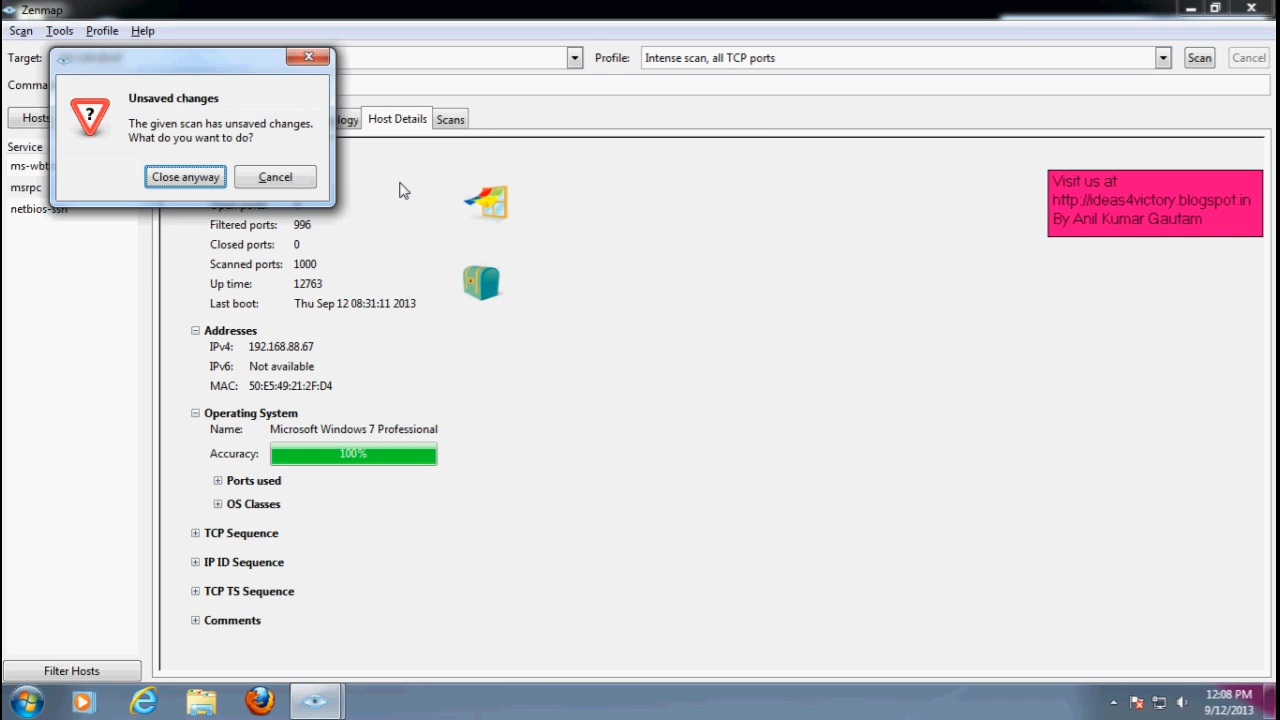 Zenmap
Scan Tools Profile Help
Target:
Profile: Intense scan, all TCP ports
Scan Cancel
Unsaved changes
The given scan has unsaved changes.
What do you want to do?
Close anyway Cancel
Comma
Hosts
logy Host Details Scans
Service
ms-wbt
msrpc
netbios-ssn
Filtered ports: 996
Closed ports: 0
Scanned ports: 1000
Up time: 12763
Last boot: Thu Sep 12 08:31:11 2013
Addresses
IPv4: 192.168.88.67
IPv6: Not available
MAC: 50:E5:49:21:2F:D4
Operating System
Name: Microsoft Windows 7 Professional
Accuracy: 100%
Ports used
OS Classes
TCP Sequence
IP ID Sequence
TCP TS Sequence
Comments
Filter Hosts
Visit us at
http://ideas4victory.blogspot.in
By Anil Kumar Gautam
12:08 PM
9/12/2013